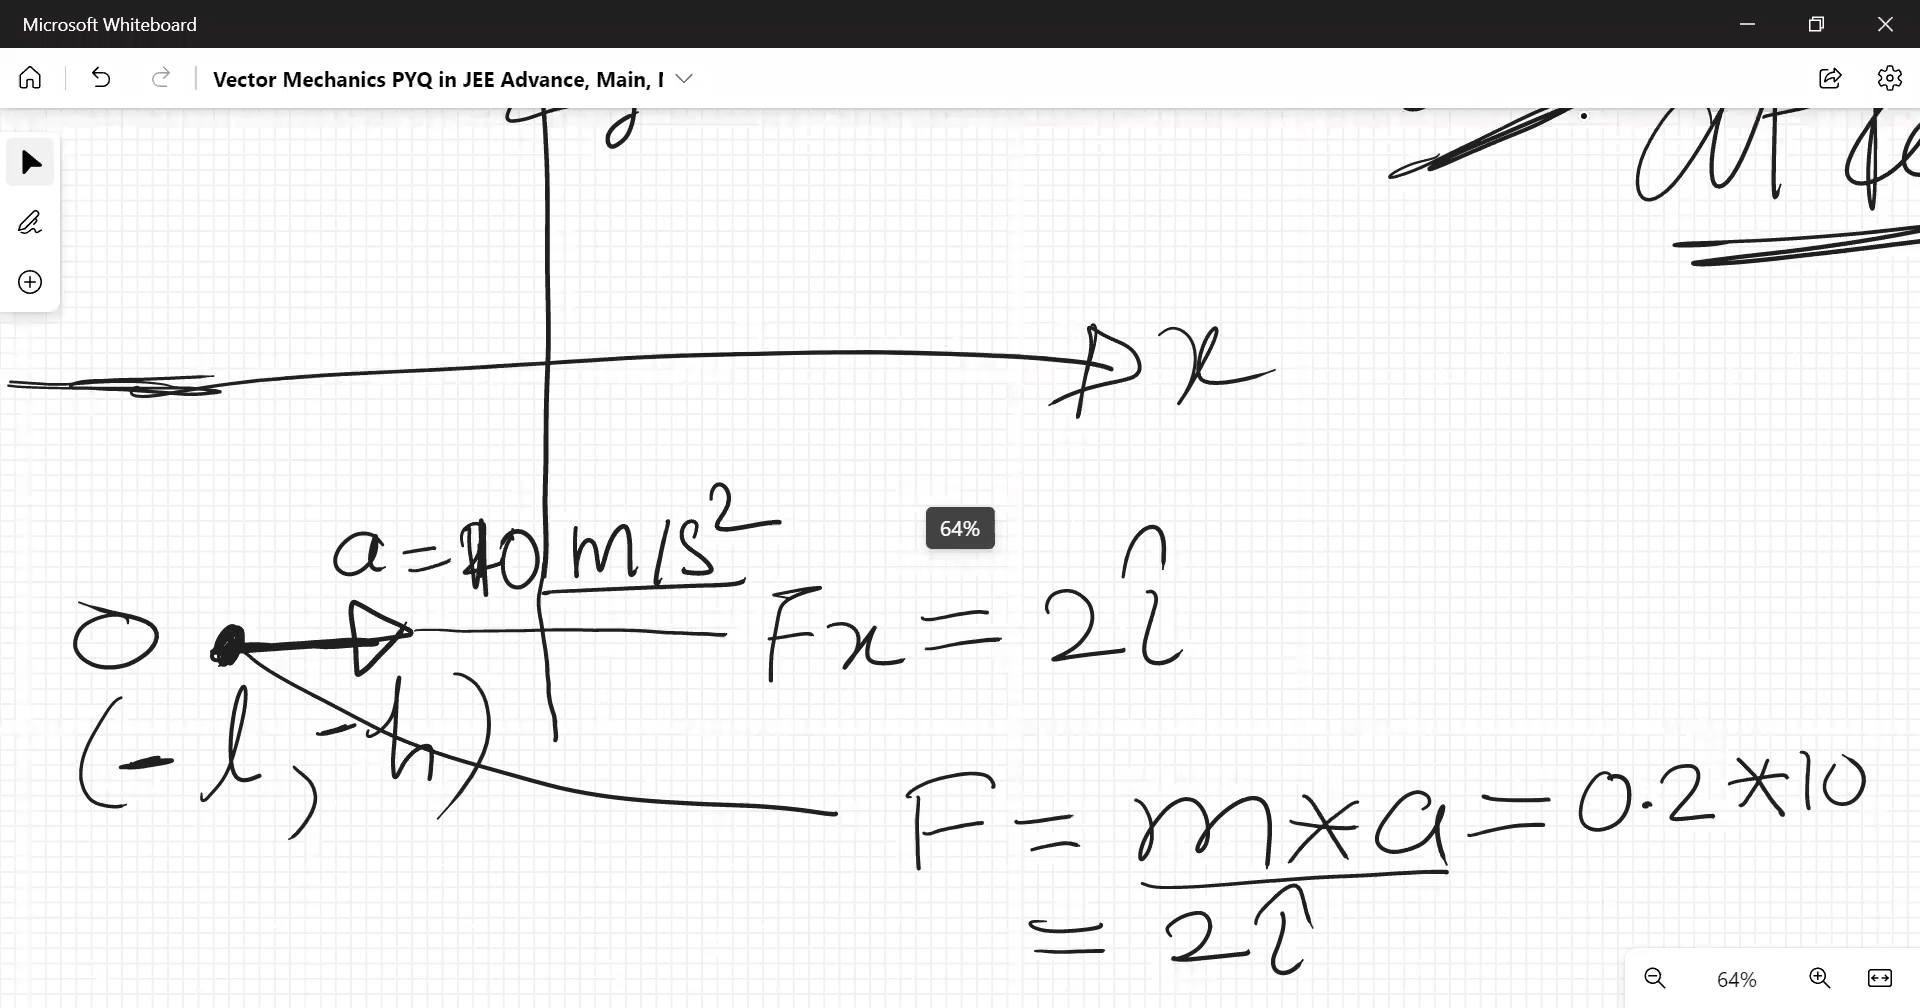 Microsoft Whiteboard
Vector Mechanics PYQ in JEE Advance, Main, 
y
x
a = 10 m/s²
64%
O
Fx = 2î
(-l, -h)
F = m*a = 0.2*10
= 2î
64%